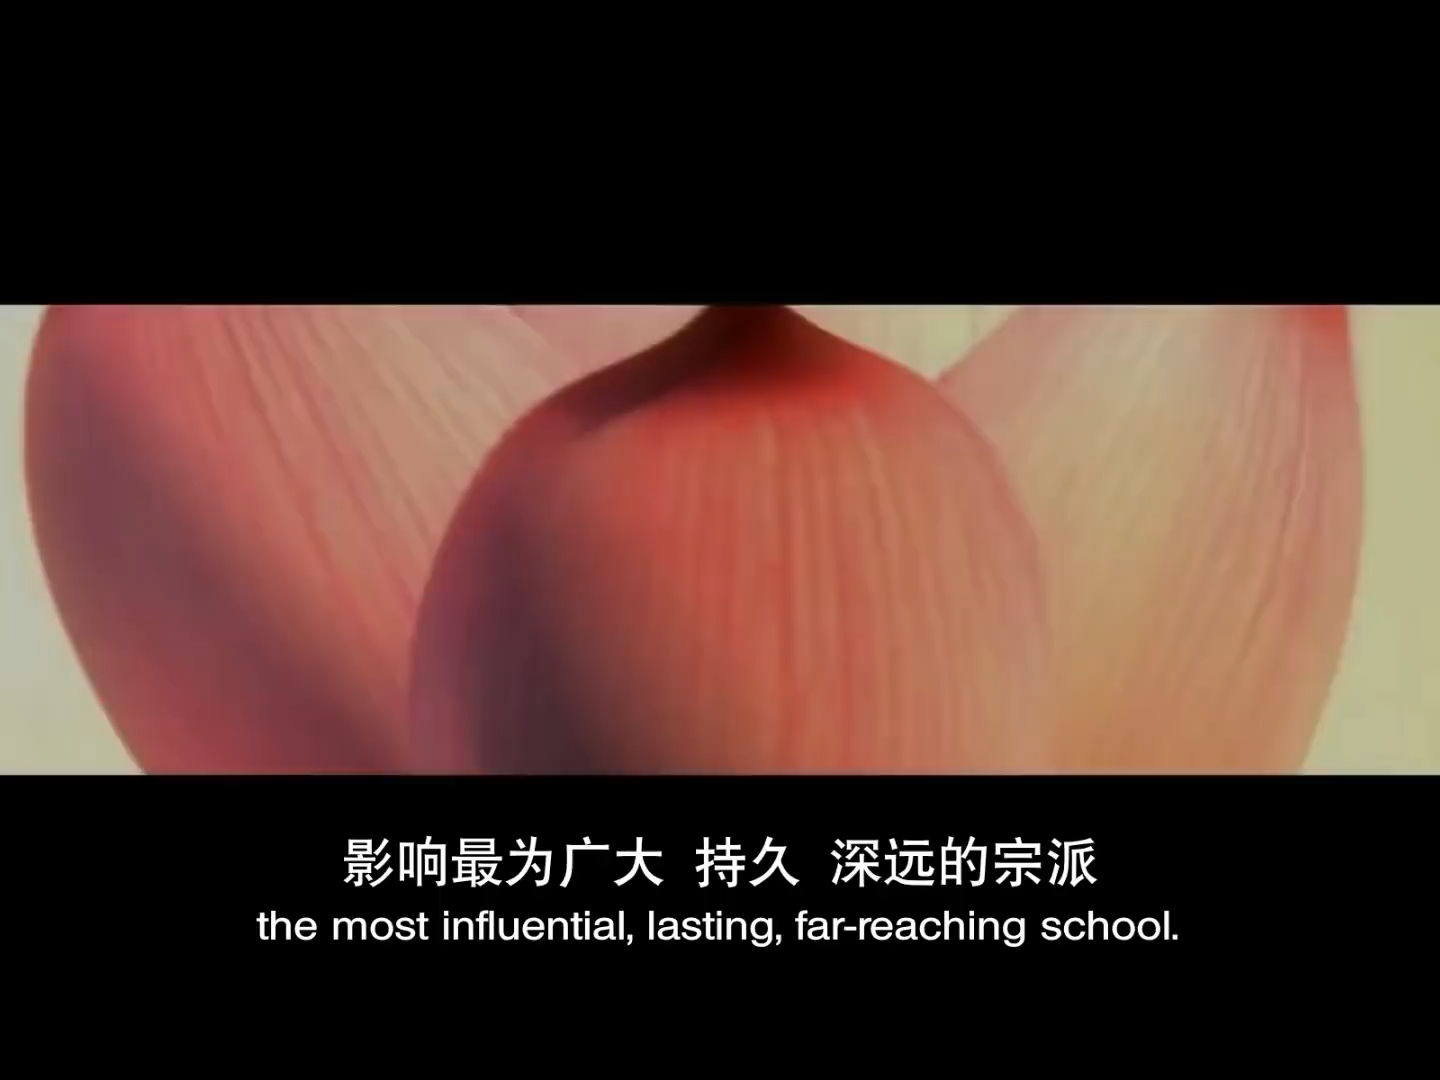 影响最为广大 持久 深远的宗派
the most influential, lasting, far-reaching school.